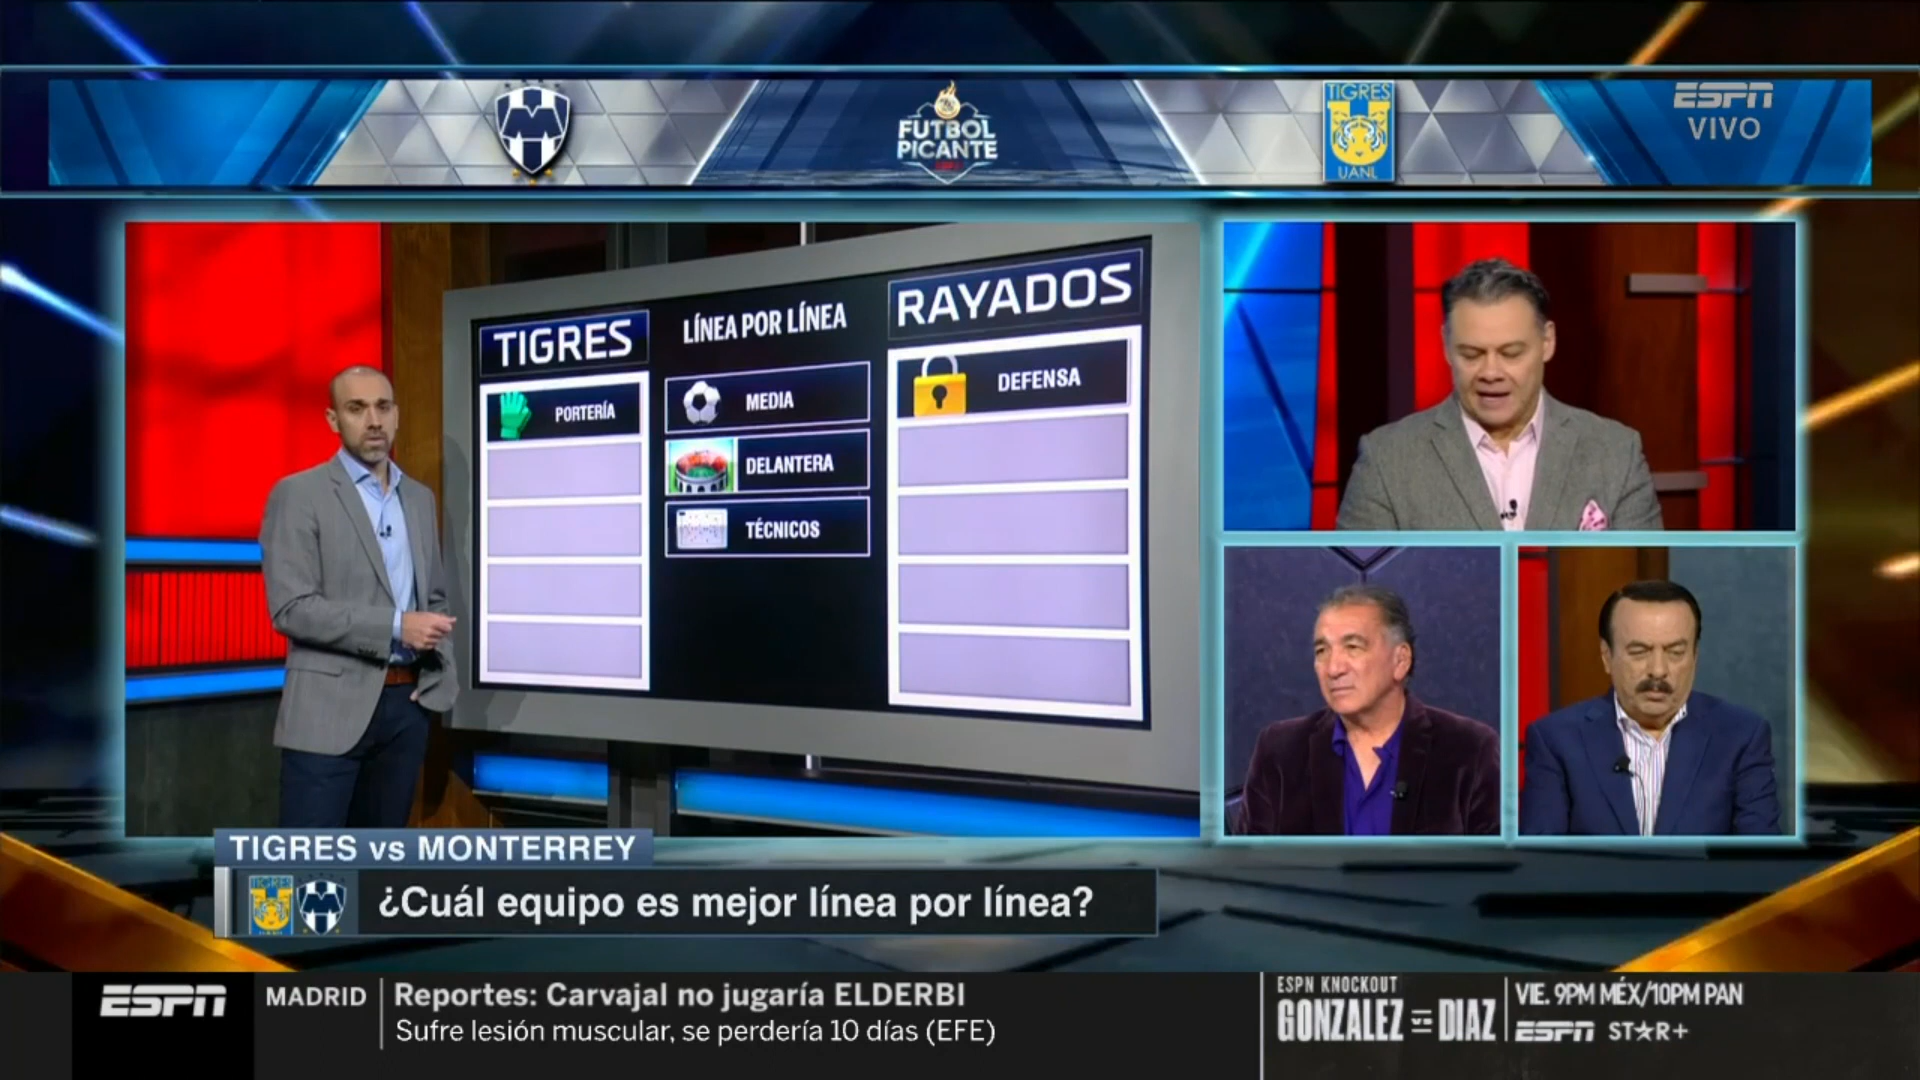 TIGRES
UANL
FUTBOL
PICANTE
ESPN
VIVO
TIGRES
LÍNEA POR LÍNEA
RAYADOS
PORTERÍA
MEDIA
DEFENSA
DELANTERA
TÉCNICOS
TIGRES vs MONTERREY
TIGRES
¿Cuál equipo es mejor línea por línea?
ESPN
MADRID
Reportes: Carvajal no jugaría ELDERBI
Sufre lesión muscular, se perdería 10 días (EFE)
ESPN KNOCKOUT
GONZALEZ VS DIAZ
VIE. 9PM MÉX/10PM PAN
ESPN STAR+